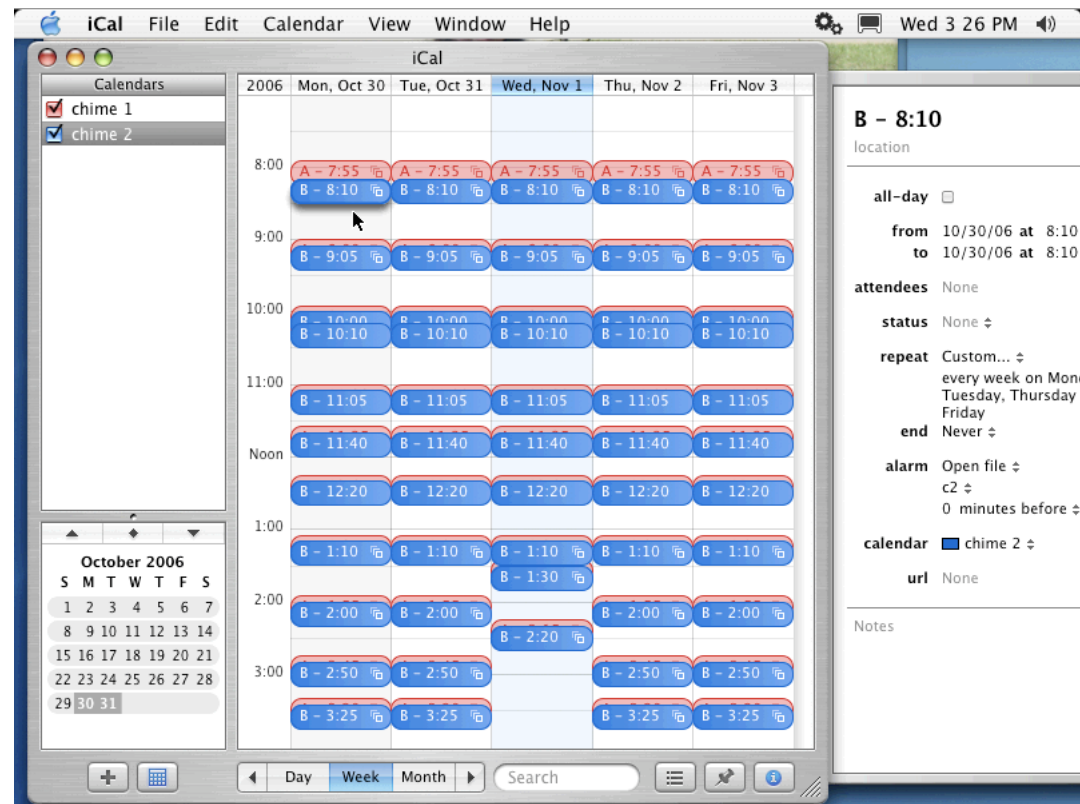 iCal File Edit Calendar View Window Help Wed 3 26 PM
iCal
Calendars
chime 1
chime 2
2006 Mon, Oct 30 Tue, Oct 31 Wed, Nov 1 Thu, Nov 2 Fri, Nov 3
8:00
A – 7:55 A – 7:55 A – 7:55 A – 7:55 A – 7:55
B – 8:10 B – 8:10 B – 8:10 B – 8:10 B – 8:10
9:00
B – 9:05 B – 9:05 B – 9:05 B – 9:05 B – 9:05
10:00
B – 10:00 B – 10:00 B – 10:00 B – 10:00 B – 10:00
B – 10:10 B – 10:10 B – 10:10 B – 10:10 B – 10:10
11:00
B – 11:05 B – 11:05 B – 11:05 B – 11:05 B – 11:05
B – 11:40 B – 11:40 B – 11:40 B – 11:40 B – 11:40
Noon
B – 12:20 B – 12:20 B – 12:20 B – 12:20 B – 12:20
1:00
B – 1:10 B – 1:10 B – 1:10 B – 1:10 B – 1:10
B – 1:30
2:00
B – 2:00 B – 2:00 B – 2:00 B – 2:00
B – 2:20
3:00
B – 2:50 B – 2:50 B – 2:50 B – 2:50
B – 3:25 B – 3:25 B – 3:25 B – 3:25
October 2006
S M T W T F S
1 2 3 4 5 6 7
8 9 10 11 12 13 14
15 16 17 18 19 20 21
22 23 24 25 26 27 28
29 30 31
Day Week Month Search
B – 8:10
location
all-day
from 10/30/06 at 8:10
to 10/30/06 at 8:10
attendees None
status None
repeat Custom...
every week on
Tuesday, Thursday
Friday
end Never
alarm Open file
c2
0 minutes before
calendar chime 2
url None
Notes